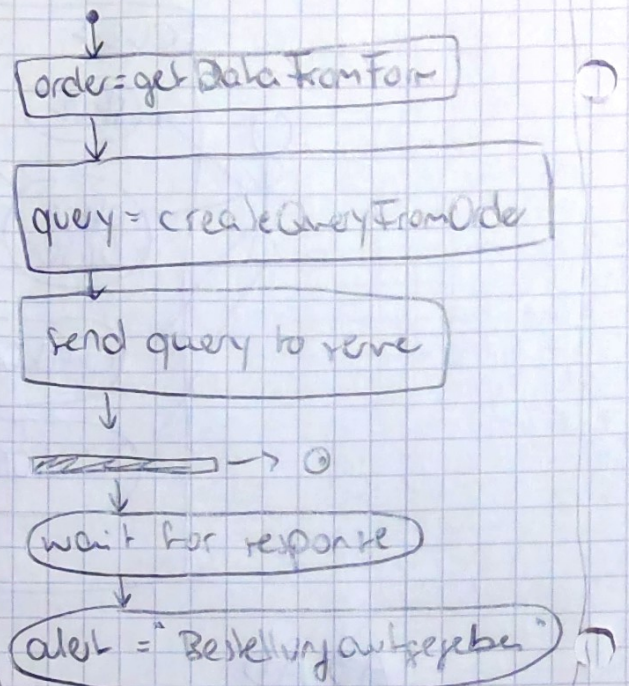 order = getDataFromForm
query = createQueryFromOrder
send query to server
wait for response
alert = "Bestellung aufgegeben"